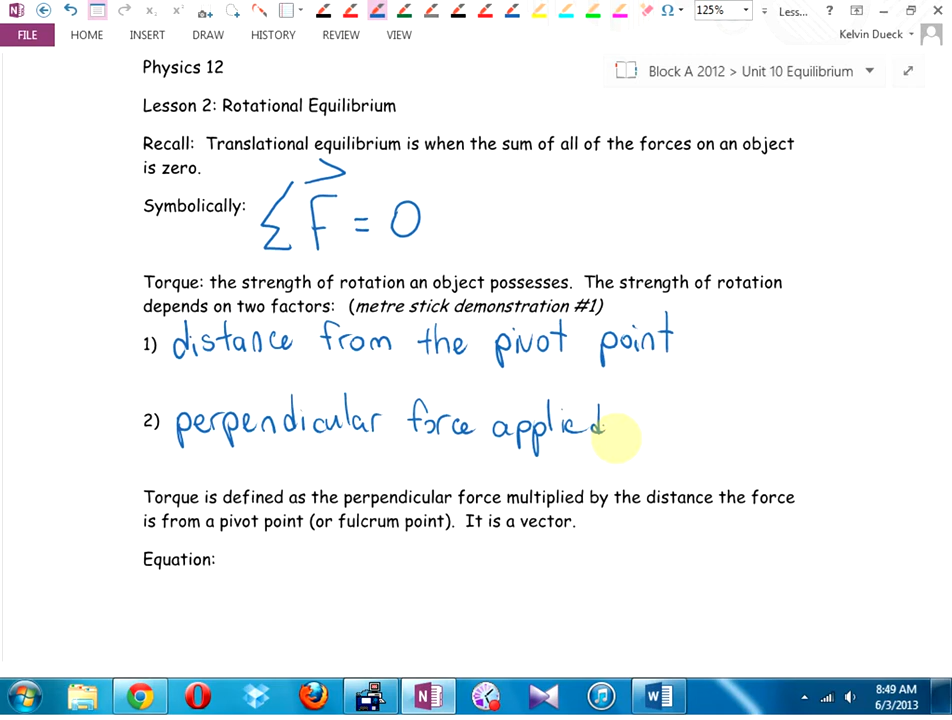 125%
Less...
Kelvin Dueck
FILE HOME INSERT DRAW HISTORY REVIEW VIEW
Block A 2012 > Unit 10 Equilibrium
Physics 12
Lesson 2: Rotational Equilibrium
Recall: Translational equilibrium is when the sum of all of the forces on an object
is zero.
Symbolically: Σ F⃗ = 0
Torque: the strength of rotation an object possesses. The strength of rotation
depends on two factors: (metre stick demonstration #1)
1) distance from the pivot point
2) perpendicular force applied
Torque is defined as the perpendicular force multiplied by the distance the force
is from a pivot point (or fulcrum point). It is a vector.
Equation:
8:49 AM
6/3/2013